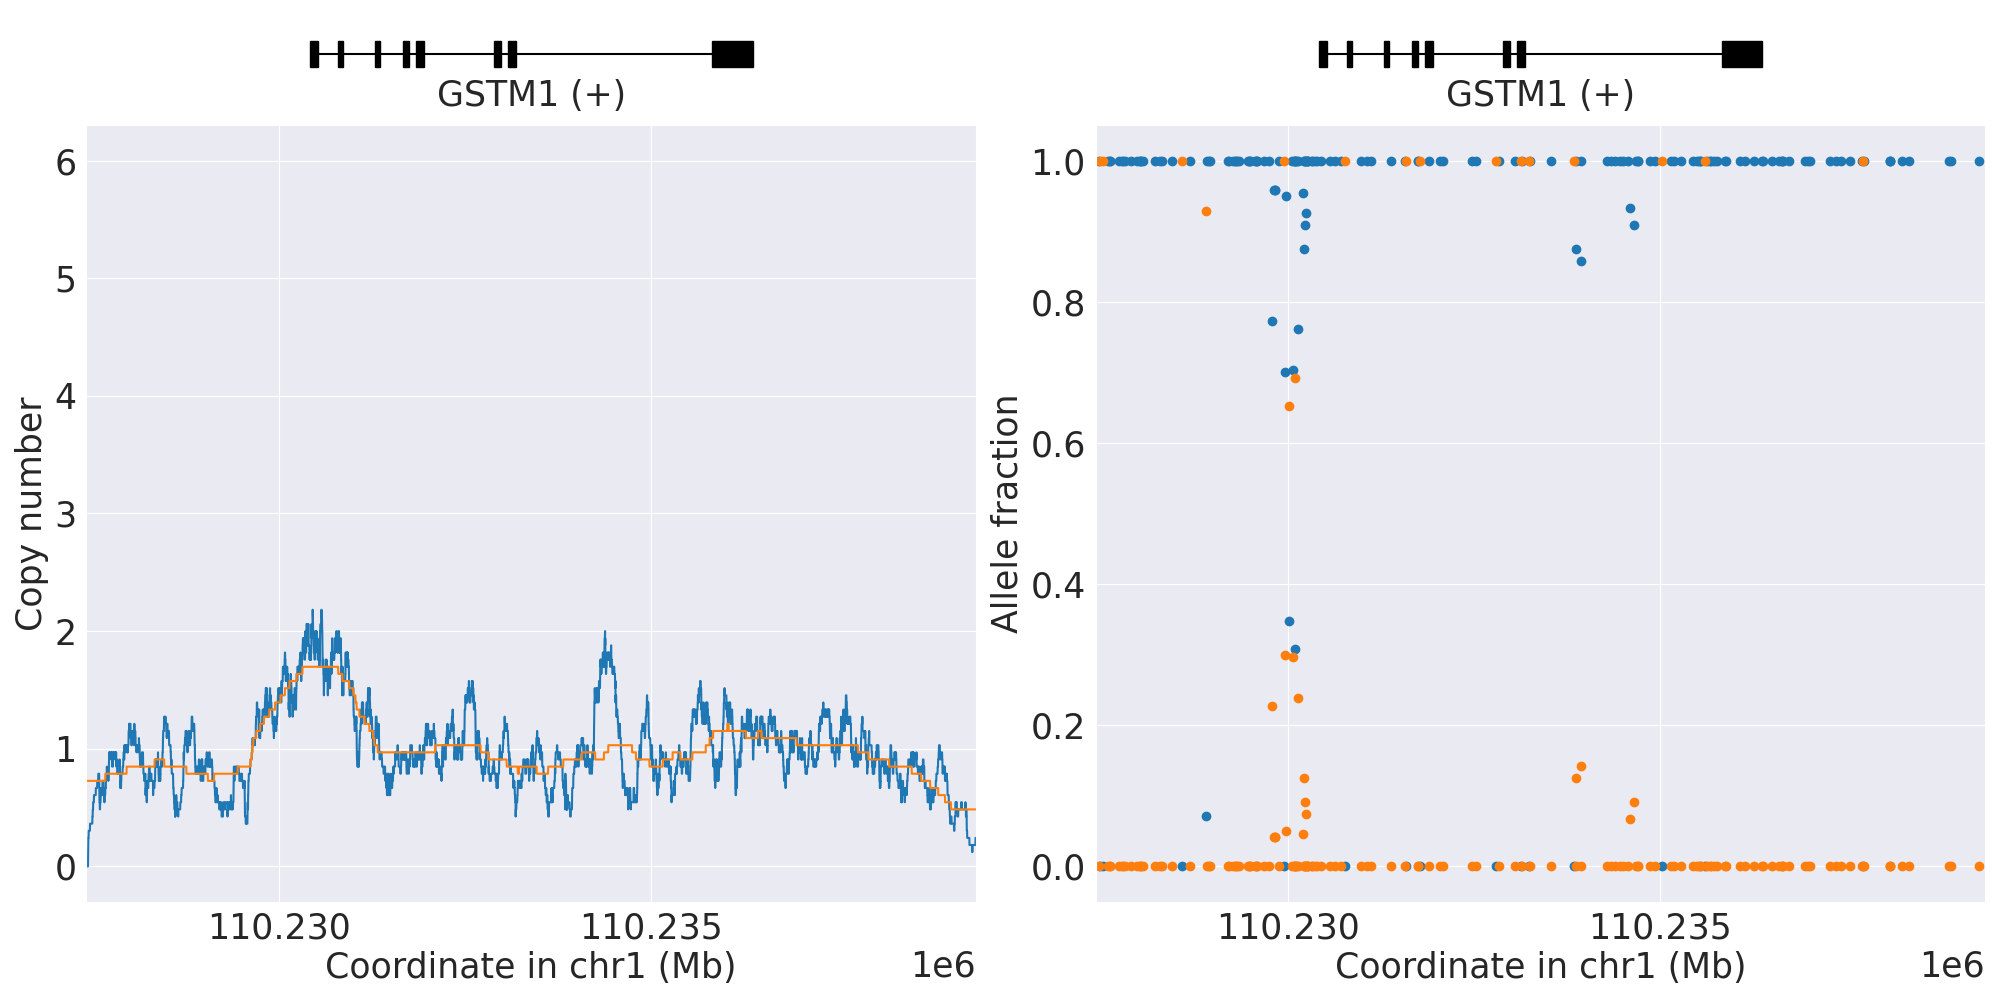 GSTM1 (+)
6
5
4
3
2
1
0
Copy number
110.230
110.235
Coordinate in chr1 (Mb)
1e6
GSTM1 (+)
1.0
0.8
0.6
0.4
0.2
0.0
Allele fraction
110.230
110.235
Coordinate in chr1 (Mb)
1e6